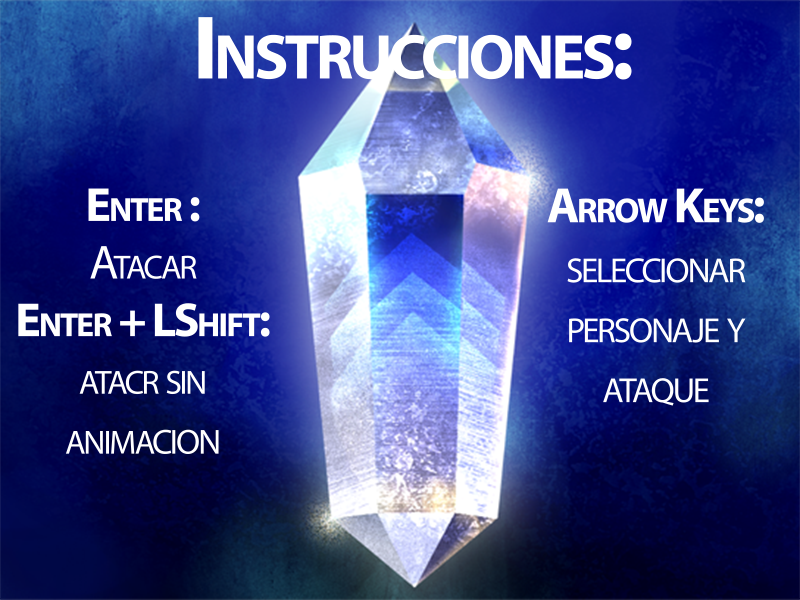 Instrucciones:
Enter :
Atacar
Enter + LShift:
atacr sin
animacion
Arrow Keys:
seleccionar
personaje y
ataque